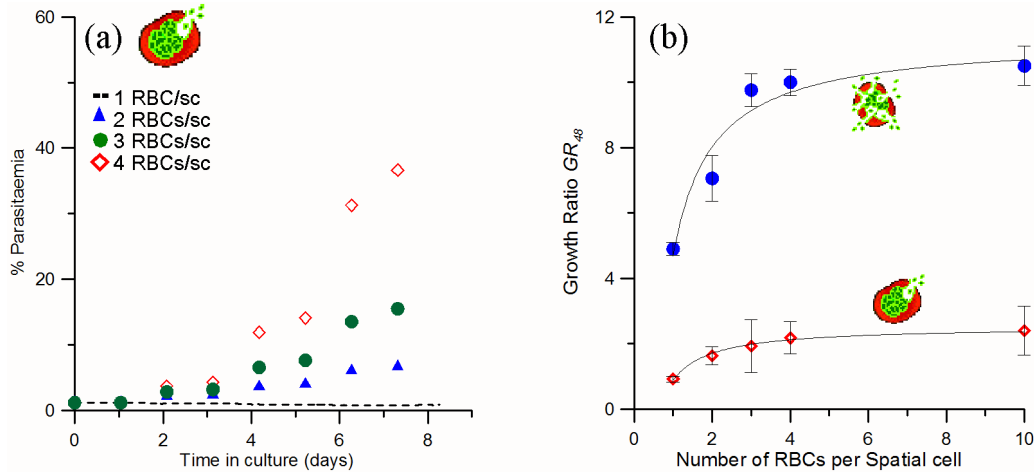 (a)
60
40
20
0
% Parasitaemia
1 RBC/sc
2 RBCs/sc
3 RBCs/sc
4 RBCs/sc
0 2 4 6 8
Time in culture (days)
(b)
12
8
4
0
Growth Ratio GR48
0 2 4 6 8 10
Number of RBCs per Spatial cell